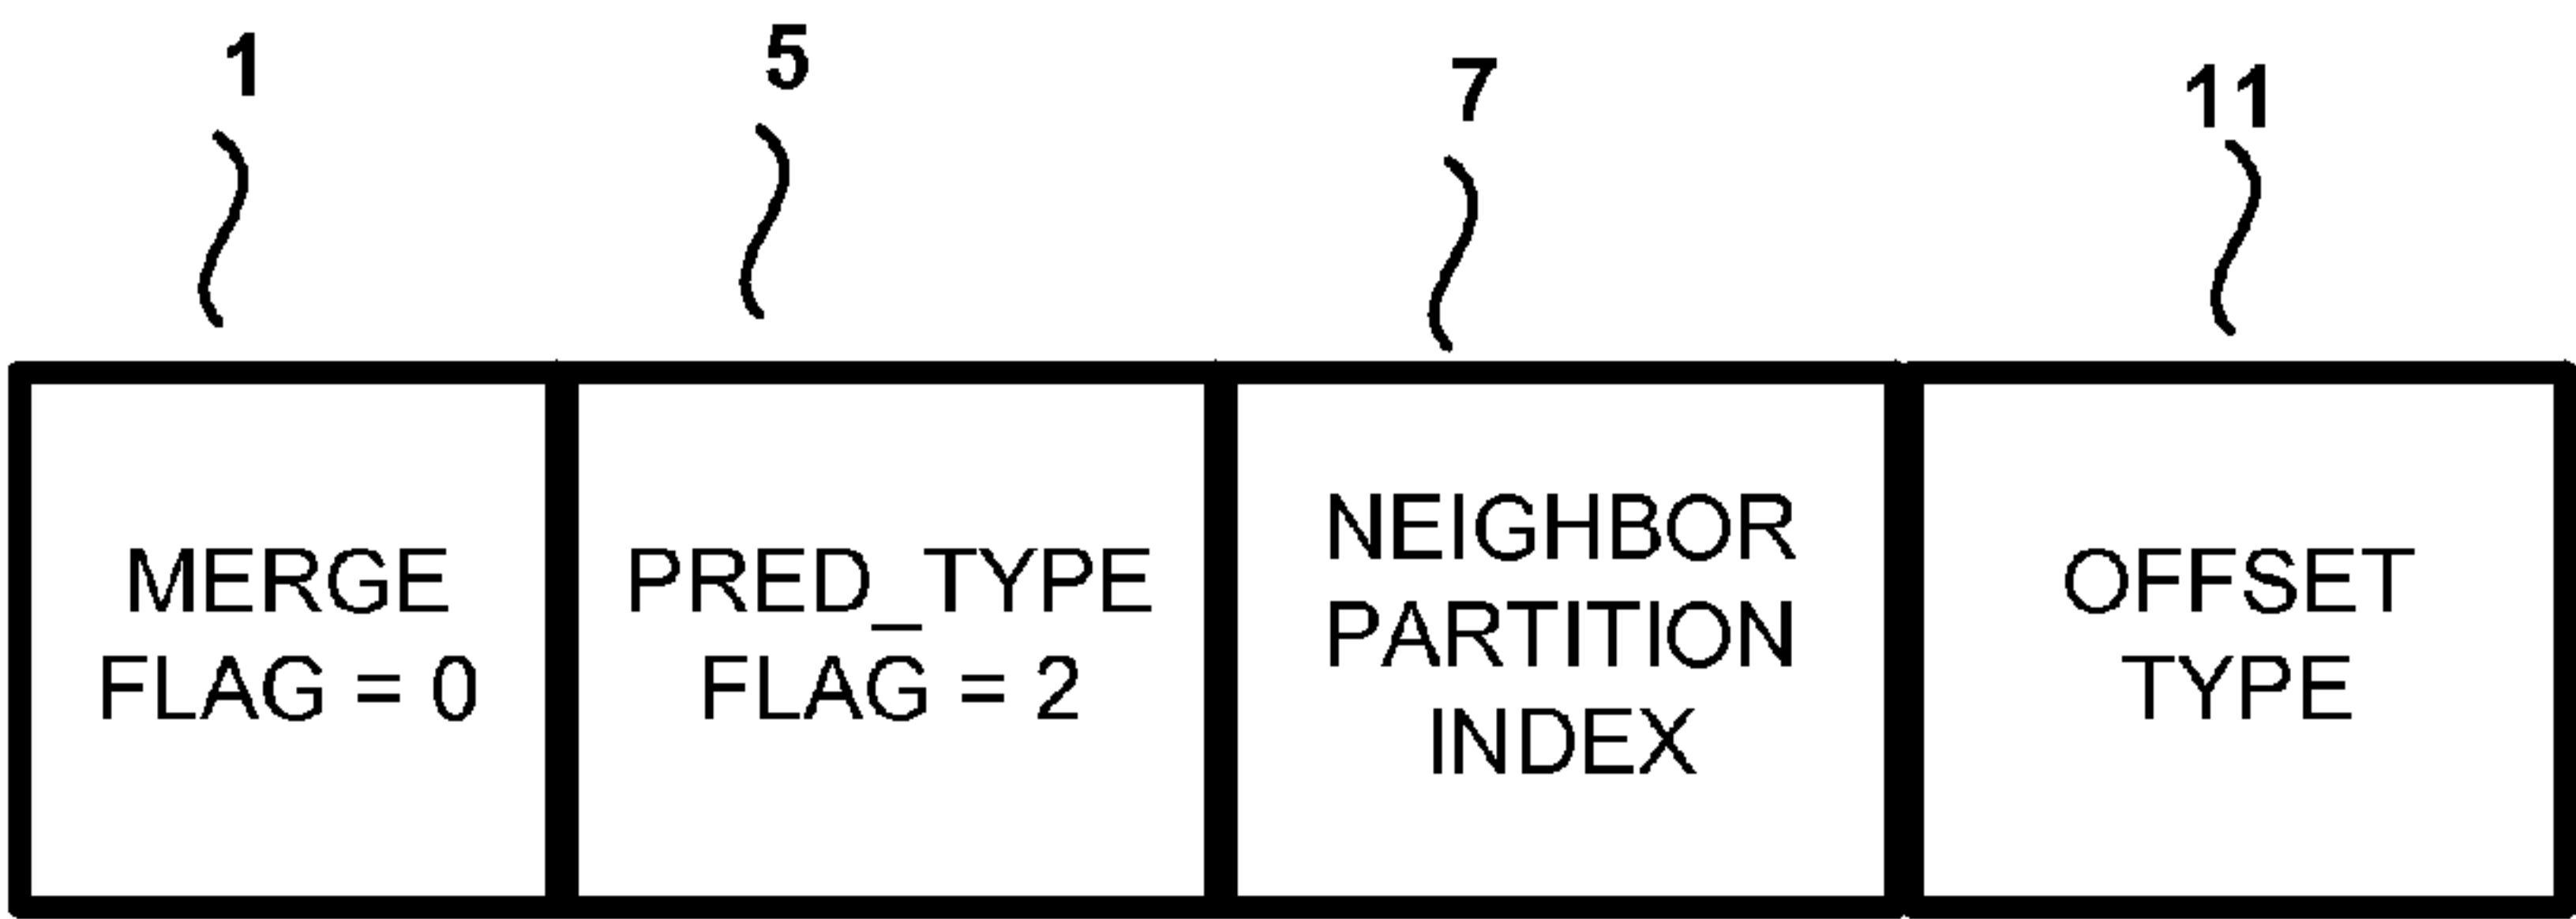 1
5
7
11
MERGE
FLAG = 0
PRED_TYPE
FLAG = 2
NEIGHBOR
PARTITION
INDEX
OFFSET
TYPE